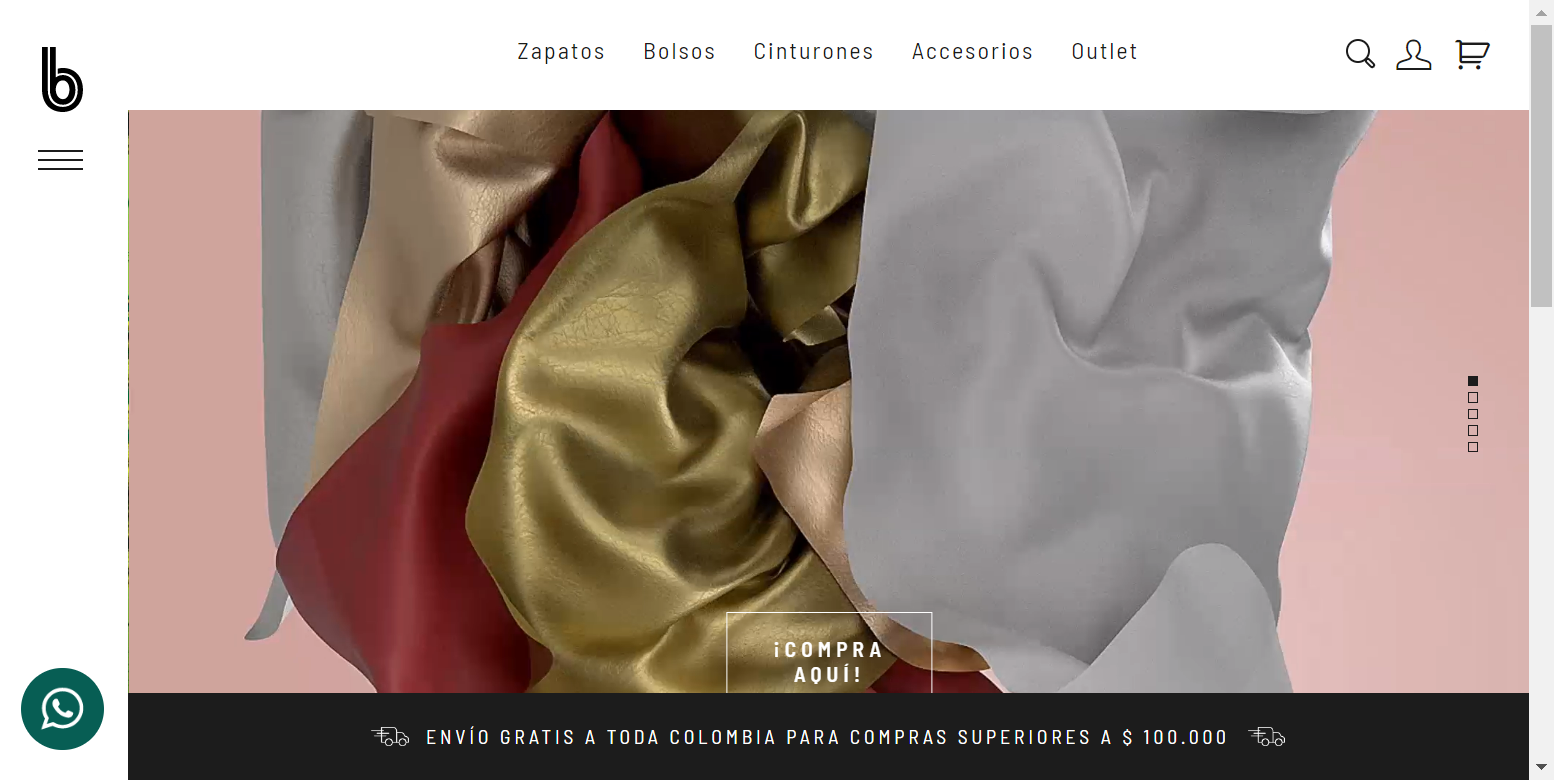 b
Zapatos Bolsos Cinturones Accesorios Outlet
¡COMPRA
AQUÍ!
ENVÍO GRATIS A TODA COLOMBIA PARA COMPRAS SUPERIORES A $ 100.000